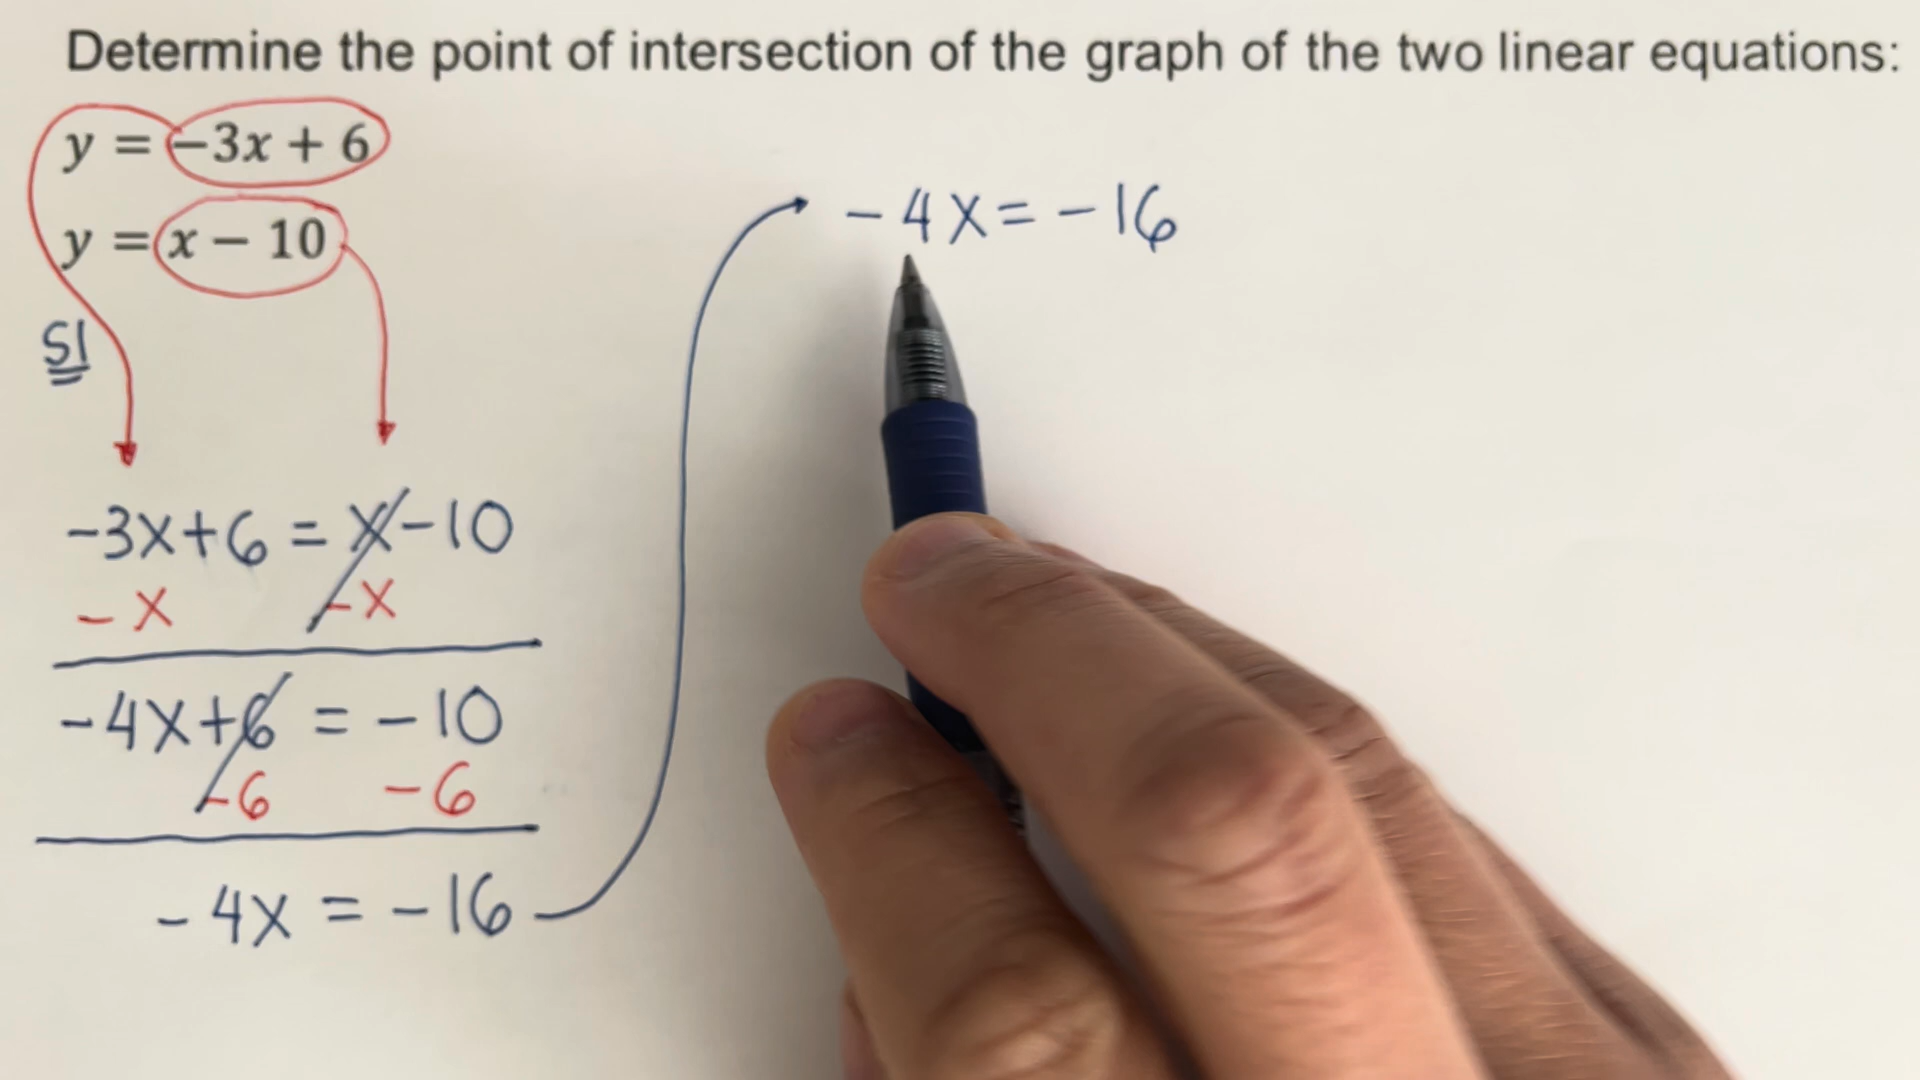 Determine the point of intersection of the graph of the two linear equations:
y = −3x + 6
y = x − 10
S1
-3x+6 = x-10
-x -x
-4x+6 = -10
-6 -6
-4x = -16
-4x = -16